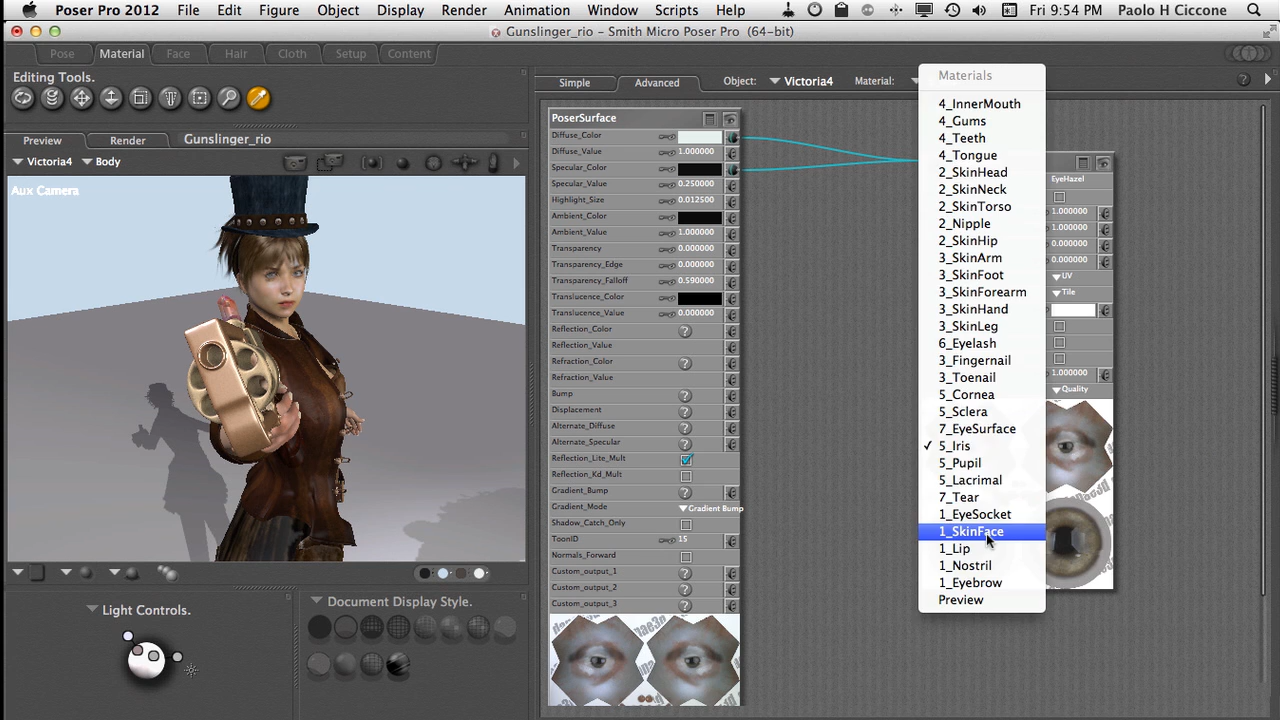 Poser Pro 2012 File Edit Figure Object Display Render Animation Window Scripts Help Fri 9:54 PM Paolo H Ciccone
Gunslinger_rio – Smith Micro Poser Pro (64-bit)
Pose Material Face Hair Cloth Setup Content
Editing Tools.
Simple Advanced Object: Victoria4 Material:
Preview Render Gunslinger_rio
Victoria4 Body
Aux Camera
PoserSurface
Diffuse_Color
Diffuse_Value 1.000000
Specular_Color
Specular_Value 0.250000
Highlight_Size 0.012500
Ambient_Color
Ambient_Value 1.000000
Transparency 0.000000
Transparency_Edge 0.000000
Transparency_Falloff 0.590000
Translucence_Color
Translucence_Value 0.000000
Reflection_Color
Reflection_Value
Refraction_Color
Refraction_Value
Bump
Displacement
Alternate_Diffuse
Alternate_Specular
Reflection_Lite_Mult
Reflection_Kd_Mult
Gradient_Bump
Gradient_Mode Gradient Bump
Shadow_Catch_Only
ToonID 15
Normals_Forward
Custom_output_1
Custom_output_2
Custom_output_3
Materials
4_InnerMouth
4_Gums
4_Teeth
4_Tongue
2_SkinHead
2_SkinNeck
2_SkinTorso
2_Nipple
2_SkinHip
3_SkinArm
3_SkinFoot
3_SkinForearm
3_SkinHand
3_SkinLeg
6_Eyelash
3_Fingernail
3_Toenail
5_Cornea
5_Sclera
7_EyeSurface
✓ 5_Iris
5_Pupil
5_Lacrimal
7_Tear
1_EyeSocket
1_SkinFace
1_Lip
1_Nostril
1_Eyebrow
Preview
EyeHazel
1.000000
1.000000
0.000000
0.000000
UV
Tile
1.000000
Quality
Light Controls.
Document Display Style.